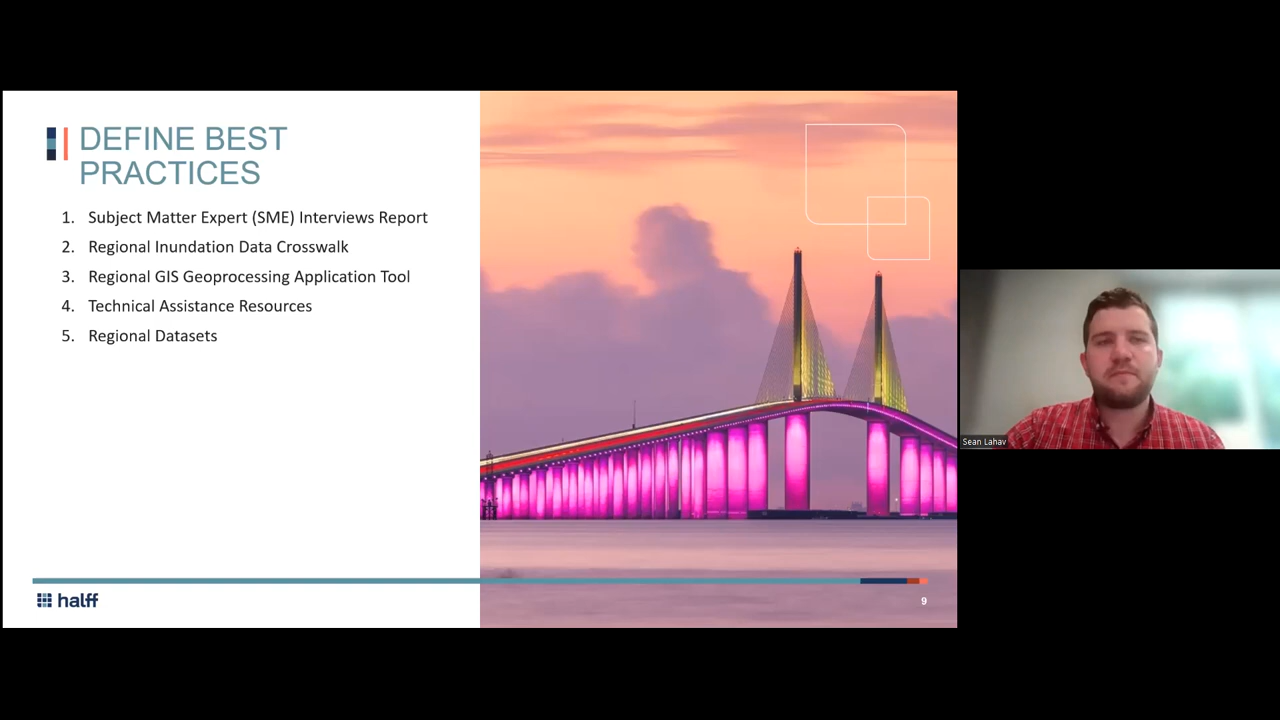 DEFINE BEST
PRACTICES
1. Subject Matter Expert (SME) Interviews Report
2. Regional Inundation Data Crosswalk
3. Regional GIS Geoprocessing Application Tool
4. Technical Assistance Resources
5. Regional Datasets
halff
9
Sean Lahav